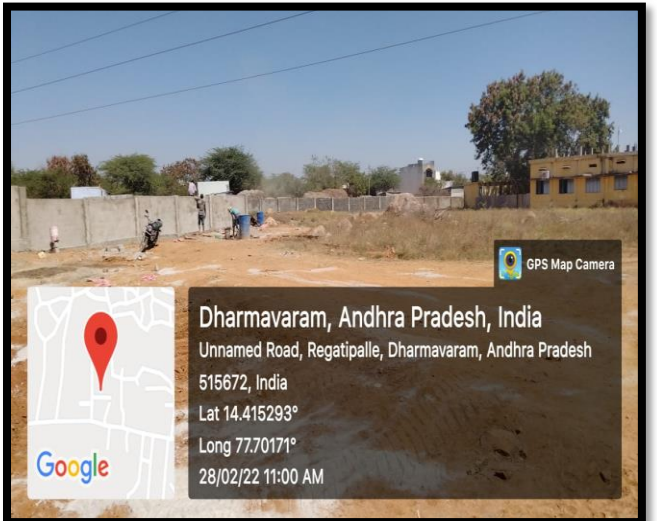 GPS Map Camera
Dharmavaram, Andhra Pradesh, India
Unnamed Road, Regatipalle, Dharmavaram, Andhra Pradesh
515672, India
Lat 14.415293°
Long 77.70171°
28/02/22 11:00 AM
Google